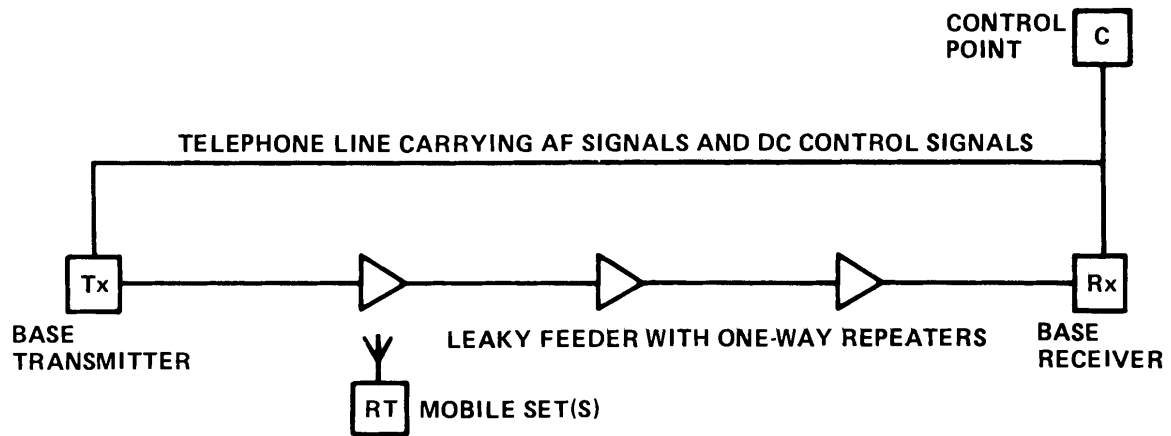 CONTROL
POINT
C
TELEPHONE LINE CARRYING AF SIGNALS AND DC CONTROL SIGNALS
Tx
Rx
BASE
TRANSMITTER
LEAKY FEEDER WITH ONE-WAY REPEATERS
BASE
RECEIVER
RT
MOBILE SET(S)